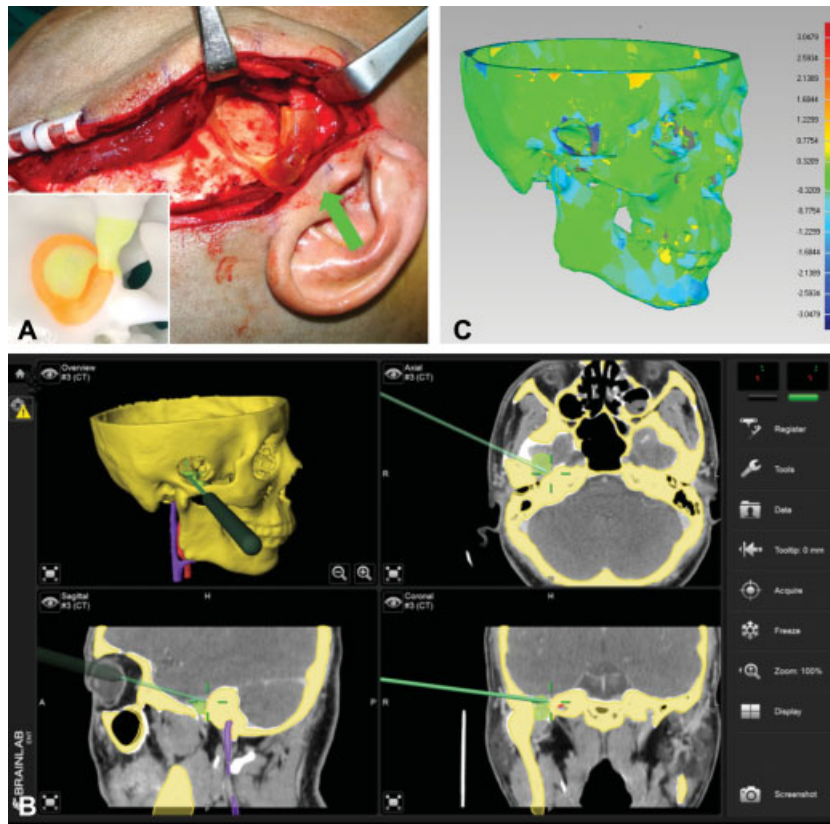 A
C
3.0479
2.5934
2.1389
1.6844
1.2299
0.7754
0.3209
-0.3209
-0.7754
-1.2299
-1.6844
-2.1389
-2.5934
-3.0479
Overview
#3 (CT)
Axial
#3 (CT)
R
Sagittal
#3 (CT)
H
A
P
Coronal
#3 (CT)
H
R
Register
Tools
Data
Tooltip: 0 mm
Acquire
Freeze
Zoom: 100%
Display
Screenshot
BRAINLAB
B